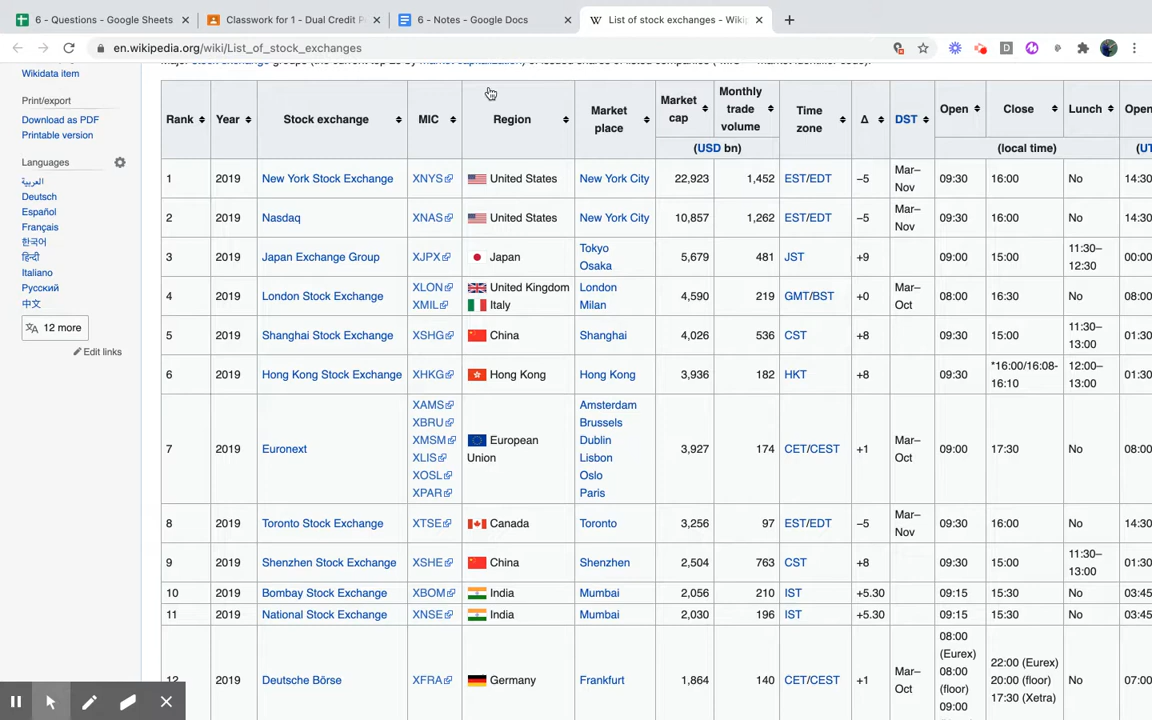 6 - Questions - Google Sheets
Classwork for 1 - Dual Credit P
6 - Notes - Google Docs
List of stock exchanges - Wikip
en.wikipedia.org/wiki/List_of_stock_exchanges
Wikidata item
Print/export
Download as PDF
Printable version
Languages
العربية
Deutsch
Español
Français
한국어
हिन्दी
Italiano
Русский
中文
12 more
Edit links
Rank Year Stock exchange MIC Region Market place Market cap Monthly trade volume Time zone Δ DST Open Close Lunch Open
(USD bn) (local time) (UT
1 2019 New York Stock Exchange XNYS United States New York City 22,923 1,452 EST/EDT −5 Mar–Nov 09:30 16:00 No 14:30
2 2019 Nasdaq XNAS United States New York City 10,857 1,262 EST/EDT −5 Mar–Nov 09:30 16:00 No 14:30
3 2019 Japan Exchange Group XJPX Japan Tokyo Osaka 5,679 481 JST +9 09:30 15:00 11:30–12:30 00:00
4 2019 London Stock Exchange XLON XMIL United Kingdom Italy London Milan 4,590 219 GMT/BST +0 Mar–Oct 08:00 16:30 No 08:00
5 2019 Shanghai Stock Exchange XSHG China Shanghai 4,026 536 CST +8 09:30 15:00 11:30–13:00 01:30
6 2019 Hong Kong Stock Exchange XHKG Hong Kong Hong Kong 3,936 182 HKT +8 09:30 *16:00/16:08-16:10 12:00–13:00 01:30
7 2019 Euronext XAMS XBRU XMSM XLIS XOSL XPAR European Union Amsterdam Brussels Dublin Lisbon Oslo Paris 3,927 174 CET/CEST +1 Mar–Oct 09:00 17:30 No 08:00
8 2019 Toronto Stock Exchange XTSE Canada Toronto 3,256 97 EST/EDT −5 Mar–Nov 09:30 16:00 No 14:30
9 2019 Shenzhen Stock Exchange XSHE China Shenzhen 2,504 763 CST +8 09:30 15:00 11:30–13:00 01:30
10 2019 Bombay Stock Exchange XBOM India Mumbai 2,056 210 IST +5.30 09:15 15:30 No 03:45
11 2019 National Stock Exchange XNSE India Mumbai 2,030 196 IST +5.30 09:15 15:30 No 03:45
12 2019 Deutsche Börse XFRA Germany Frankfurt 1,864 140 CET/CEST +1 Mar–Oct 08:00 (Eurex) 08:00 (floor) 09:00 22:00 (Eurex) 20:00 (floor) 17:30 (Xetra) No 07:00